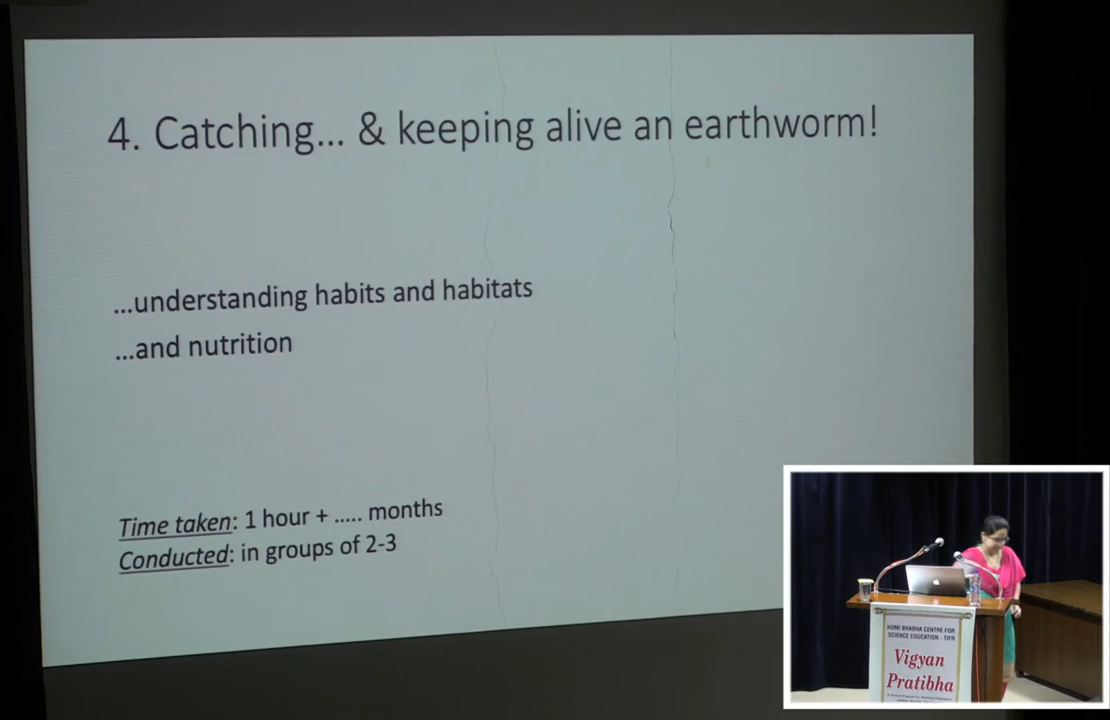 4. Catching... & keeping alive an earthworm!
...understanding habits and habitats
...and nutrition
Time taken: 1 hour + ..... months
Conducted: in groups of 2-3
HOMI BHABHA CENTRE FOR
SCIENCE EDUCATION - TIFR
Vigyan
Pratibha